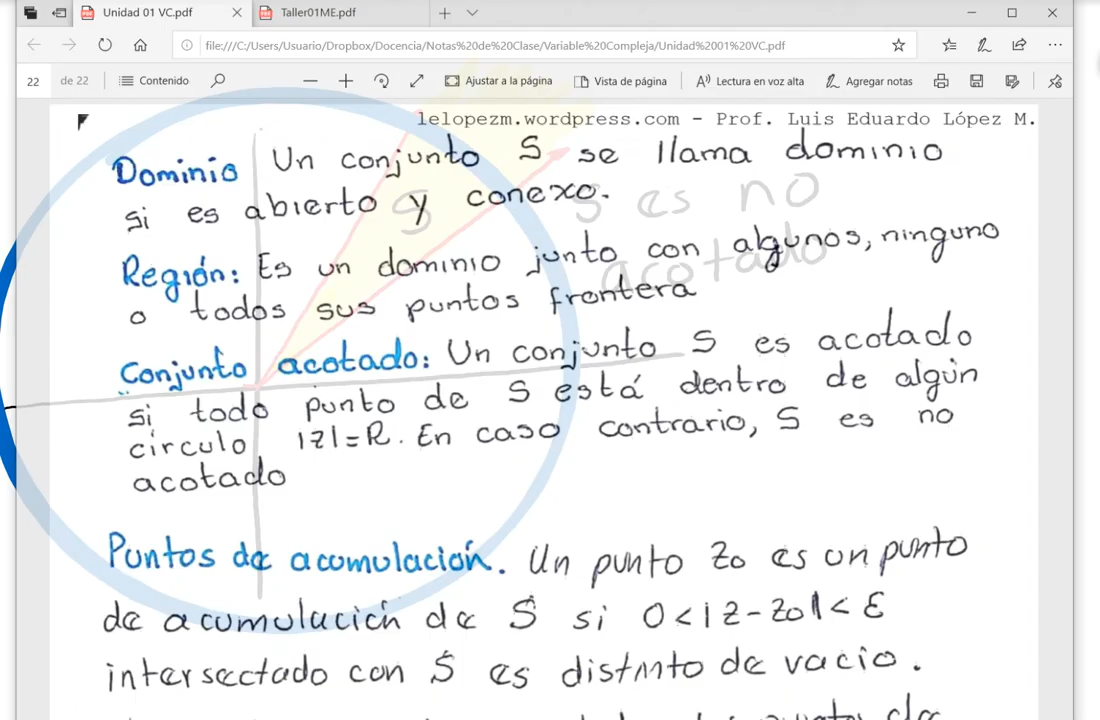 Unidad 01 VC.pdf
Taller01ME.pdf
file:///C:/Users/Usuario/Dropbox/Docencia/Notas%20de%20Clase/Variable%20Compleja/Unidad%2001%20VC.pdf
22 de 22 Contenido Ajustar a la página Vista de página Lectura en voz alta Agregar notas
lelopezm.wordpress.com - Prof. Luis Eduardo López M.
Dominio Un conjunto S se llama dominio
si es abierto y conexo.
S
S es no
acotado
Región: Es un dominio junto con algunos, ninguno
o todos sus puntos frontera
Conjunto acotado: Un conjunto S es acotado
si todo punto de S está dentro de algún
circulo |z|=R. En caso contrario, S es no
acotado
Puntos de acumulación. Un punto Zo es un punto
de acumulación de S si 0<|Z-Zo|<ε
intersectado con S es distinto de vacio.